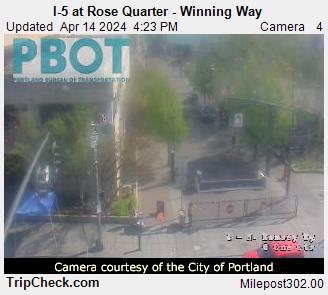 I-5 at Rose Quarter - Winning Way
Updated Apr 14 2024 4:23 PM Camera 4
PBOT
PORTLAND BUREAU OF TRANSPORTATION
Camera courtesy of the City of Portland
TripCheck.com Milepost302.00